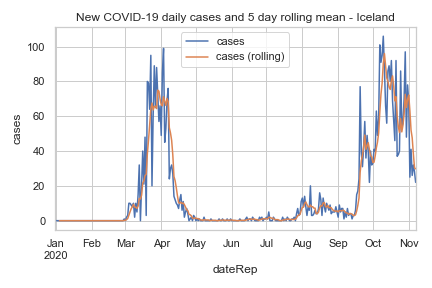 New COVID-19 daily cases and 5 day rolling mean - Iceland
cases
cases (rolling)
100
80
60
40
20
0
cases
Jan Feb Mar Apr May Jun Jul Aug Sep Oct Nov
2020
dateRep